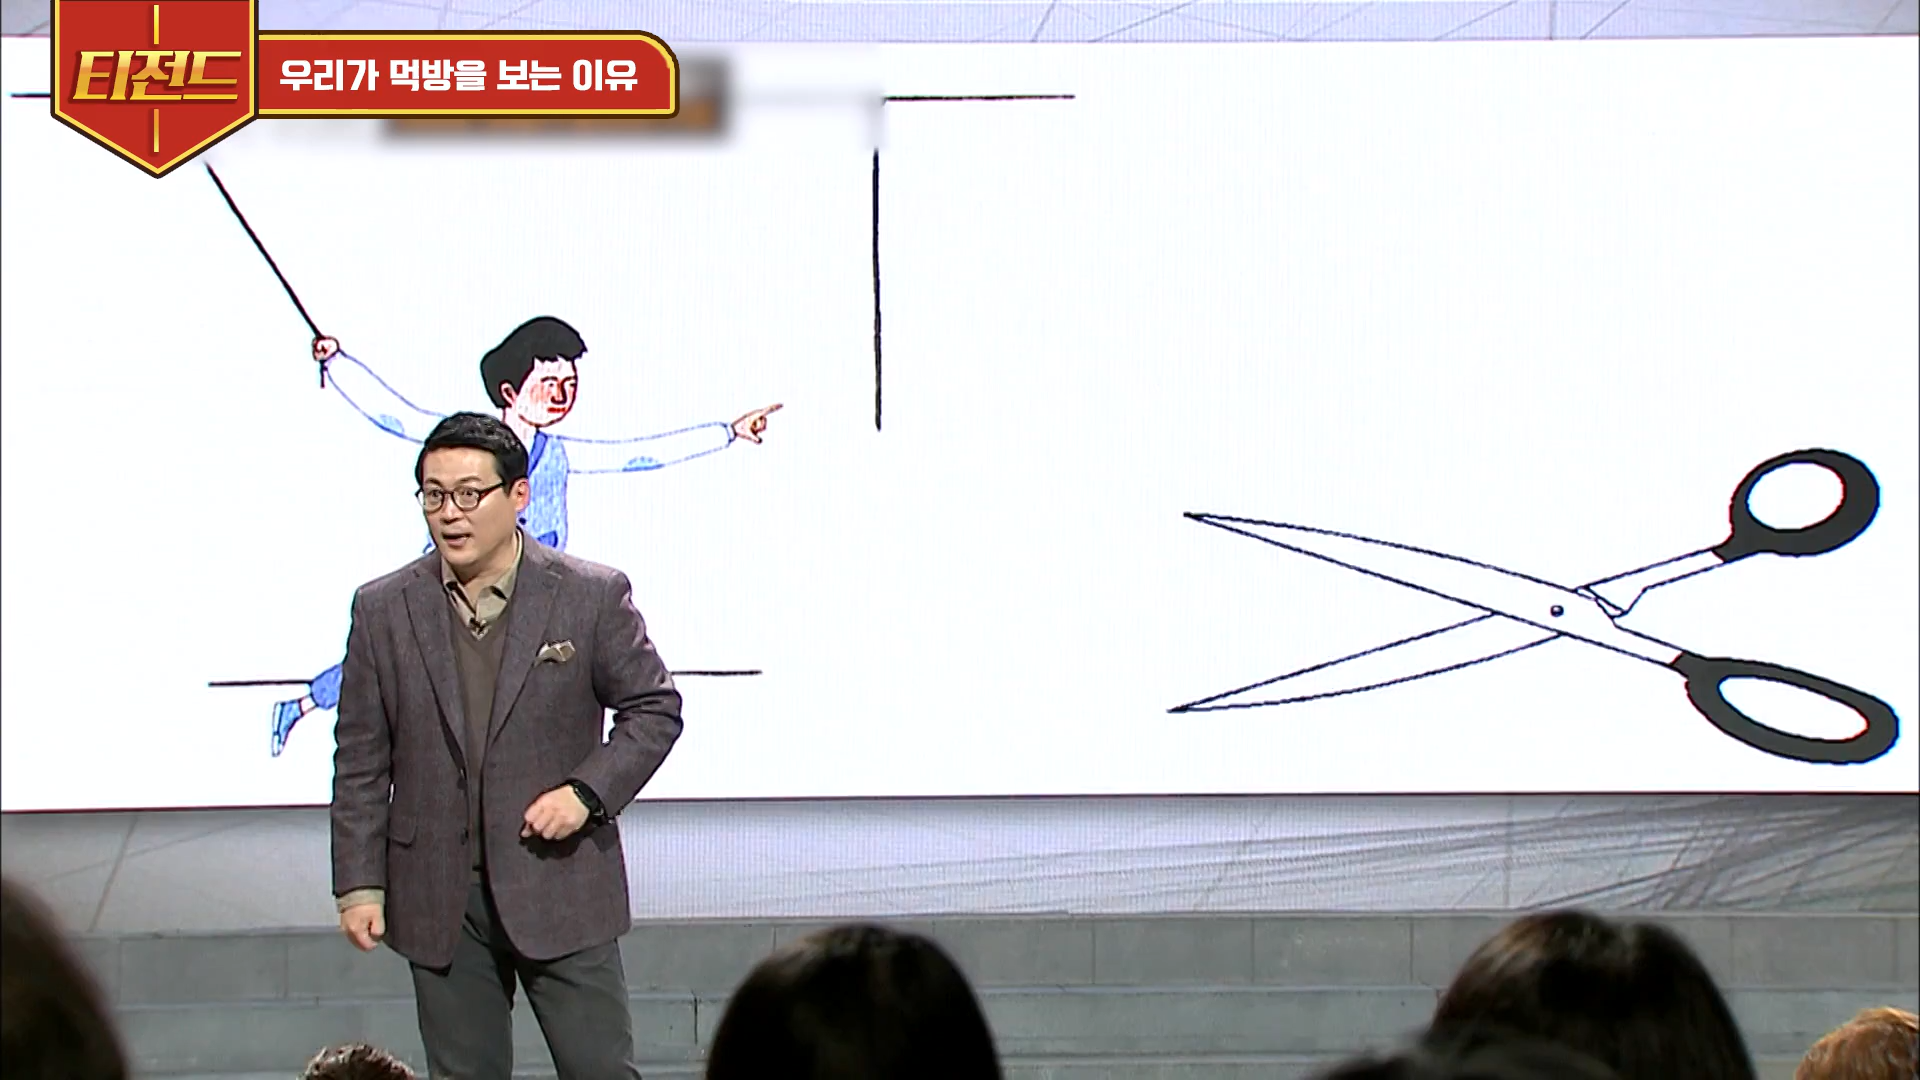 티전드
우리가 먹방을 보는 이유